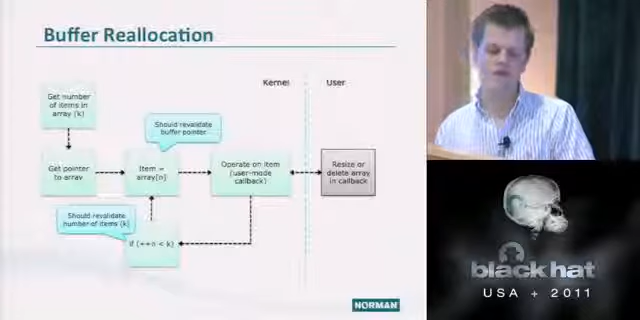 Buffer Reallocation
Kernel
User
Get number
of items in
array (k)
Should revalidate
buffer pointer
Get pointer
to array
Item =
array[n]
Operate on item
(user-mode
callback)
Resize or
delete array
in callback
Should revalidate
number of items (k)
if (++n < k)
NORMAN
black hat
USA + 2011